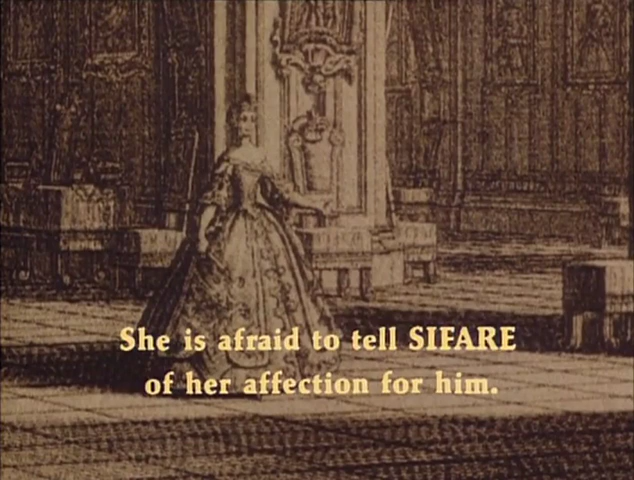 She is afraid to tell SIFARE
of her affection for him.